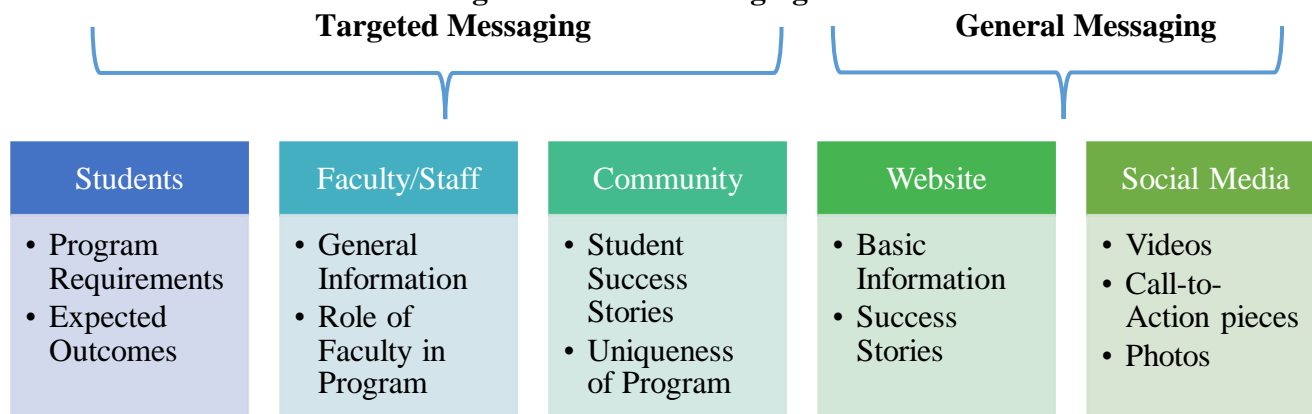 Targeted Messaging
General Messaging
Students
• Program
Requirements
• Expected
Outcomes
Faculty/Staff
• General
Information
• Role of
Faculty in
Program
Community
• Student
Success
Stories
• Uniqueness
of Program
Website
• Basic
Information
• Success
Stories
Social Media
• Videos
• Call-to-
Action pieces
• Photos